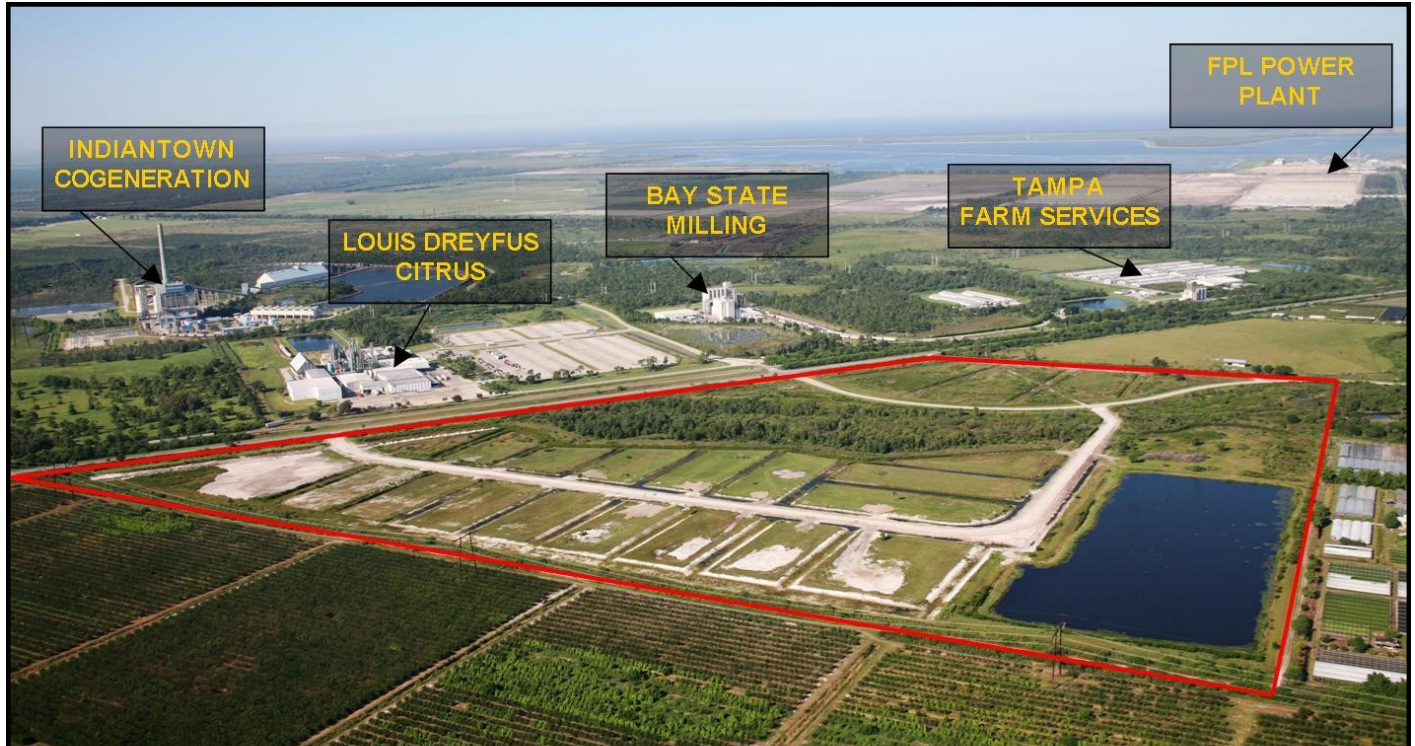 FPL POWER
PLANT
INDIANTOWN
COGENERATION
BAY STATE
MILLING
TAMPA
FARM SERVICES
LOUIS DREYFUS
CITRUS